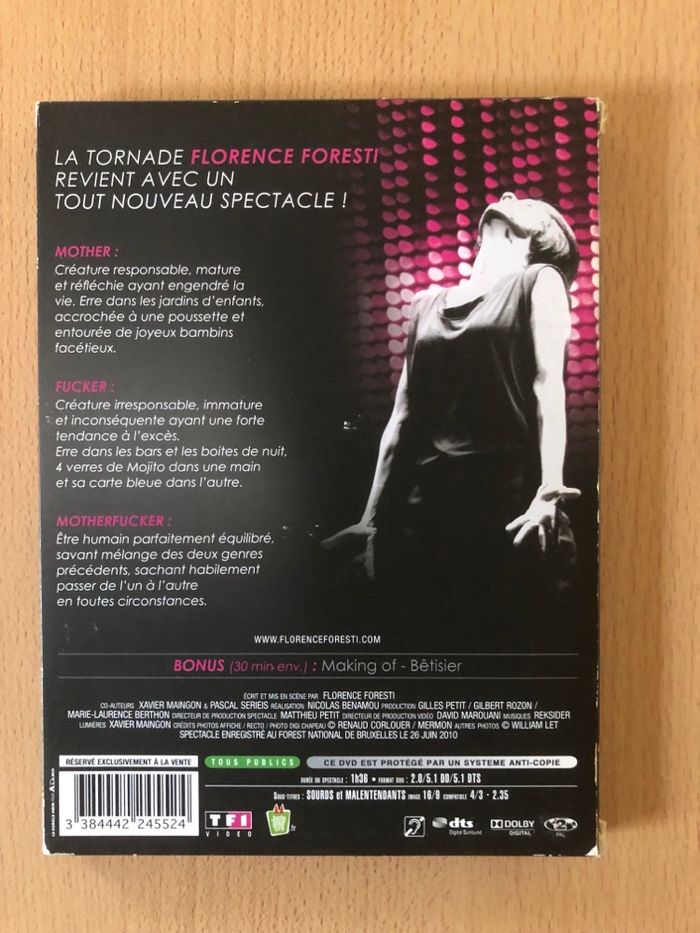 LA TORNADE FLORENCE FORESTI
REVIENT AVEC UN
TOUT NOUVEAU SPECTACLE !
MOTHER :
Créature responsable, mature
et réfléchie ayant engendré la
vie. Erre dans les jardins d'enfants,
accrochée à une poussette et
entourée de joyeux bambins
facétieux.
FUCKER :
Créature irresponsable, immature
et inconséquente ayant une forte
tendance à l'excès.
Erre dans les bars et les boites de nuit,
4 verres de Mojito dans une main
et sa carte bleue dans l'autre.
MOTHERFUCKER :
Être humain parfaitement équilibré,
savant mélange des deux genres
précédents, sachant habilement
passer de l'un à l'autre
en toutes circonstances.
WWW.FLORENCEFORESTI.COM
BONUS (30 min env.) : Making of - Bêtisier
ÉCRIT ET MIS EN SCÈNE PAR FLORENCE FORESTI
CO-AUTEURS XAVIER MAINGON & PASCAL SERIEIS RÉALISATION NICOLAS BENAMOU PRODUCTION GILLES PETIT / GILBERT ROZON /
MARIE-LAURENCE BERTHON DIRECTEUR DE PRODUCTION SPECTACLE MATTHIEU PETIT DIRECTEUR DE PRODUCTION VIDÉO DAVID MAROUANI MUSIQUES REKSIDER
LUMIÈRES XAVIER MAINGON CRÉDITS PHOTOS AFFICHE / RECTO / PHOTO DIGI CHAPEAU © RENAUD CORLOUER / MERMON AUTRES PHOTOS © WILLIAM LET
SPECTACLE ENREGISTRÉ AU FOREST NATIONAL DE BRUXELLES LE 26 JUIN 2010
RÉSERVÉ EXCLUSIVEMENT À LA VENTE
TOUS PUBLICS
CE DVD EST PROTÉGÉ PAR UN SYSTEME ANTI-COPIE
DURÉE DU SPECTACLE : 1h36 • FORMAT SON : 2.0/5.1 DD/5.1 DTS
SOUS-TITRES : SOURDS et MALENTENDANTS IMAGE 16/9 COMPATIBLE 4/3 - 2.35
3 384442 245524
TF1
VIDEO
dts
Digital Surround
DOLBY
DIGITAL
2
PAL